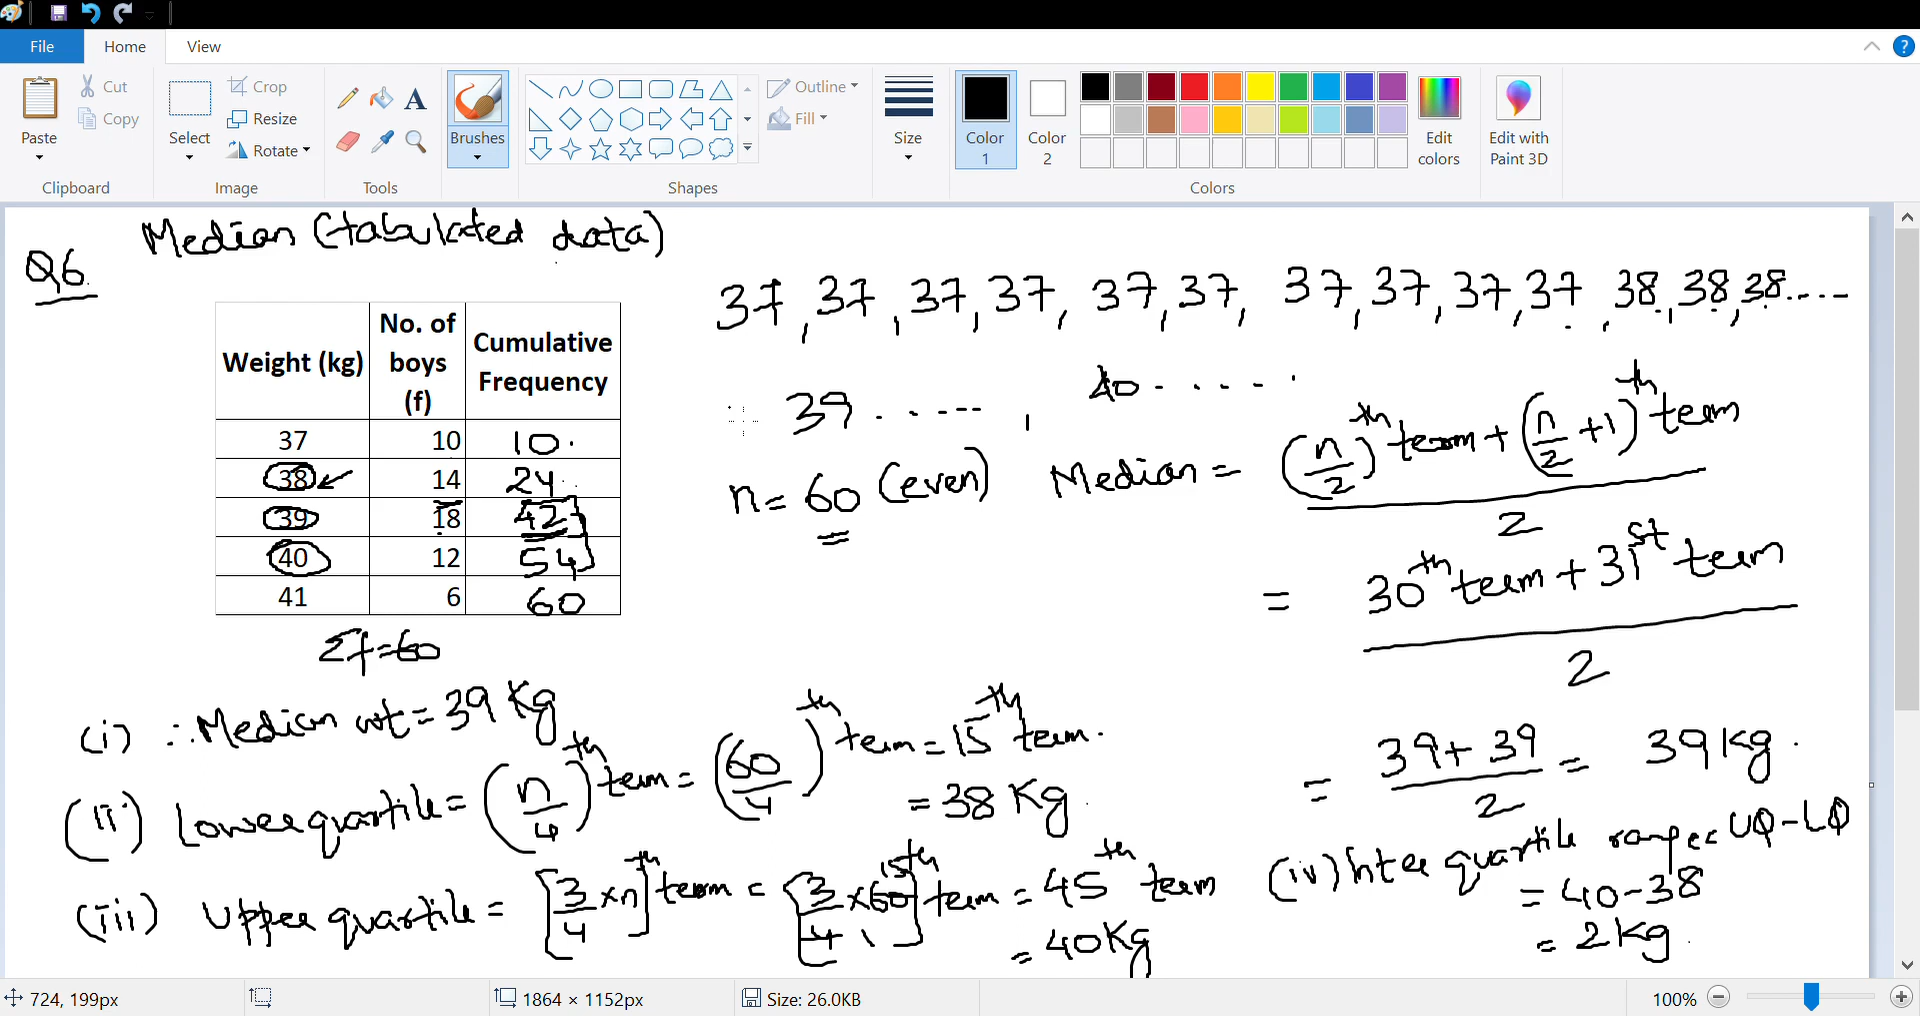 File Home View
Paste Cut Copy Clipboard
Select Crop Resize Rotate Image
Tools
Brushes
Shapes
Outline Fill
Size
Color 1 Color 2
Edit colors
Colors
Edit with Paint 3D
Median (tabulated data)
Q6.
Weight (kg) No. of boys (f) Cumulative Frequency
37 10 10
38 14 24
39 18 42
40 12 54
41 6 60
Σf=60
37, 37, 37, 37, 37, 37, 37, 37, 37, 37, 38, 38, 38.....
39 ......, 40 ......
n = 60 (even) Median = (n/2)th term + (n/2 + 1)th term / 2
= 30th term + 31st term / 2
= 39 + 39 / 2 = 39 kg.
(i) ∴ Median wt = 39 Kg
(ii) Lower quartile = (n/4)th term = (60/4)th term = 15th term.
= 38 Kg
(iii) Upper quartile = [3/4 × n]th term = [3/4 × 60]th term = 45th term
15
1
= 40 Kg
(iv) Inter quartile range = UQ - LQ
= 40 - 38
= 2 kg.
724, 199px 1864 × 1152px Size: 26.0KB 100%